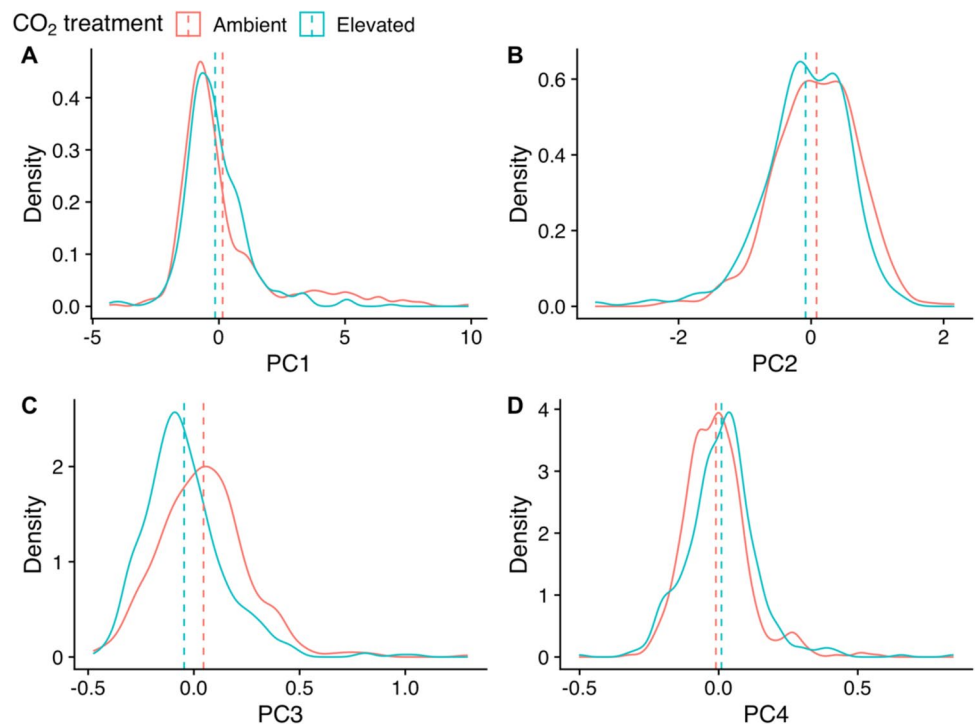 CO2 treatment Ambient Elevated
A
0.4
0.3
0.2
0.1
0.0
Density
-5 0 5 10
PC1
B
0.6
0.4
0.2
0.0
Density
-2 0 2
PC2
C
2
1
0
Density
-0.5 0.0 0.5 1.0
PC3
D
4
3
2
1
0
Density
-0.5 0.0 0.5
PC4